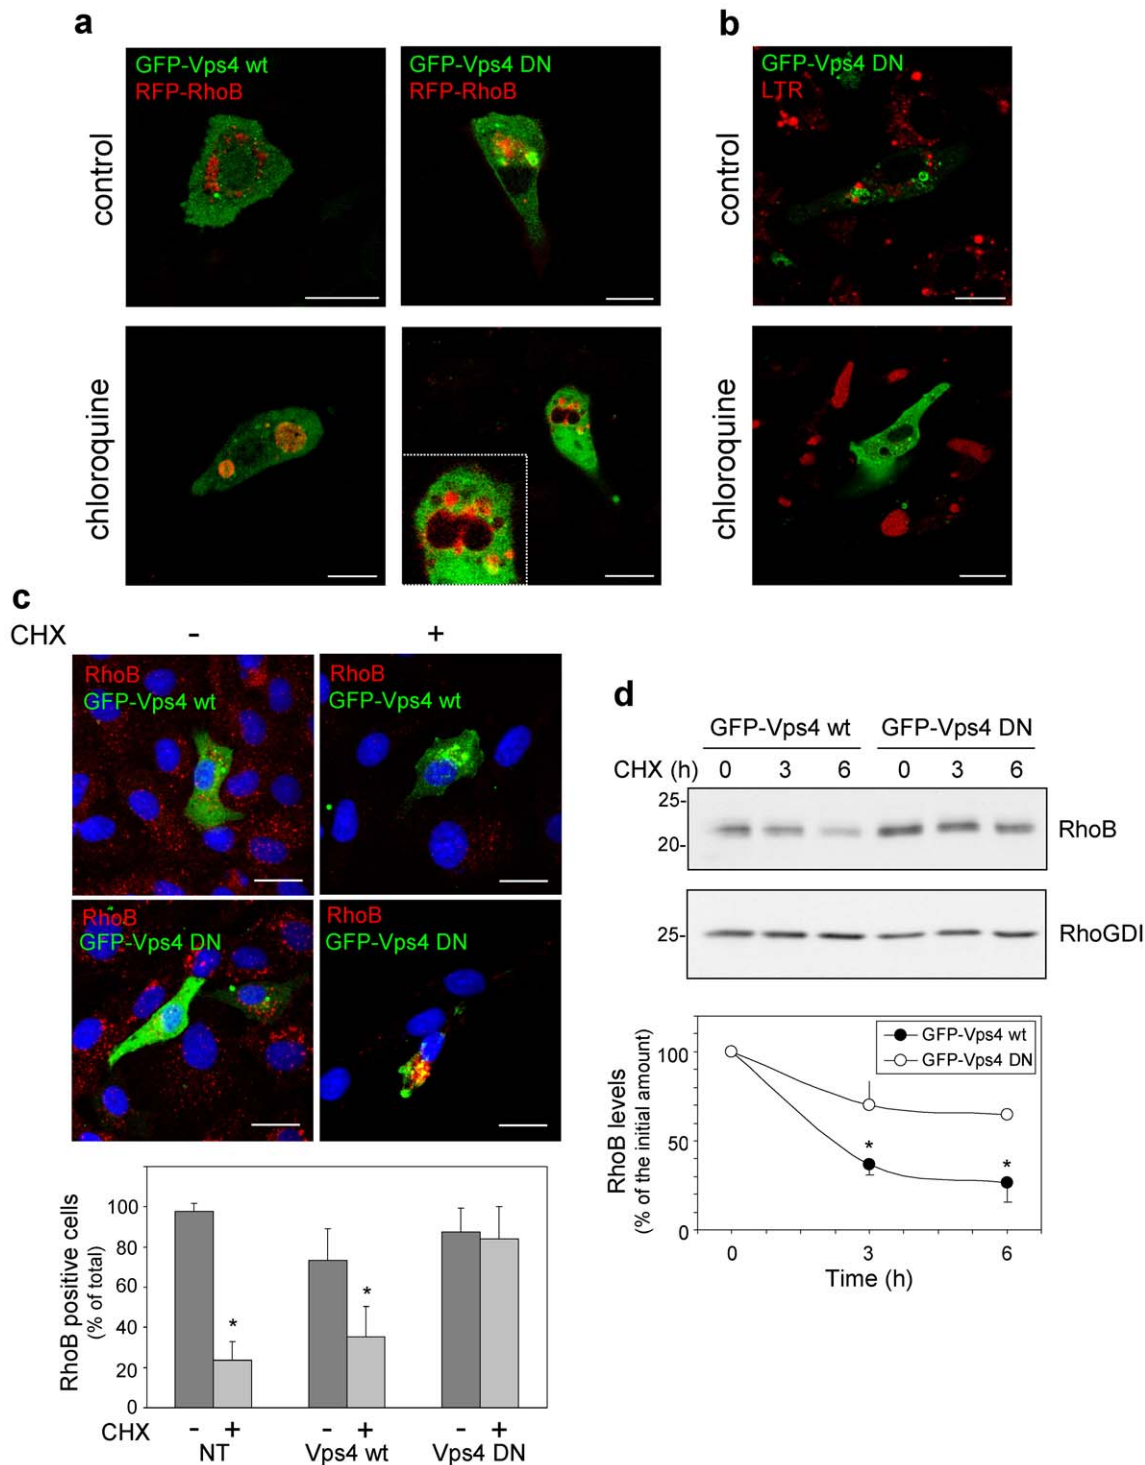 a
GFP-Vps4 wt
RFP-RhoB
GFP-Vps4 DN
RFP-RhoB
control
chloroquine
b
GFP-Vps4 DN
LTR
control
chloroquine
c
CHX - +
RhoB
GFP-Vps4 wt
RhoB
GFP-Vps4 wt
RhoB
GFP-Vps4 DN
RhoB
GFP-Vps4 DN
RhoB positive cells
(% of total)
100
80
60
40
20
0
*
*
CHX - + - + - +
NT Vps4 wt Vps4 DN
d
GFP-Vps4 wt GFP-Vps4 DN
CHX (h) 0 3 6 0 3 6
25-
20-
RhoB
25-
RhoGDI
RhoB levels
(% of the initial amount)
100
50
0
GFP-Vps4 wt
GFP-Vps4 DN
*
*
0 3 6
Time (h)